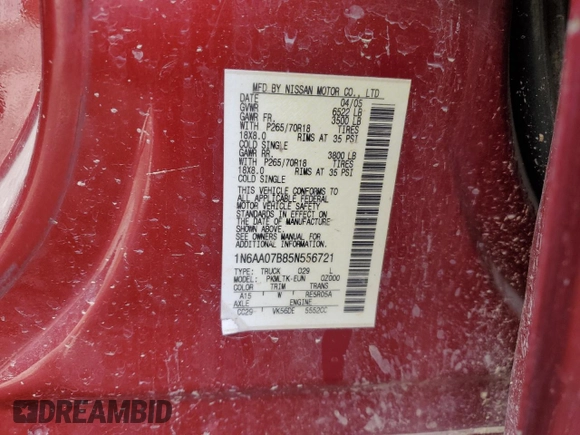 MFD BY NISSAN MOTOR CO., LTD
DATE 04/05
GVWR 6522 LB
GAWR FR. 3500 LB
WITH P265/70R18 TIRES
18X8.0 RIMS AT 35 PSI
COLD SINGLE
GAWR RR. 3800 LB
WITH P265/70R18 TIRES
18X8.0 RIMS AT 35 PSI
COLD SINGLE
THIS VEHICLE CONFORMS TO
ALL APPLICABLE FEDERAL
MOTOR VEHICLE SAFETY
STANDARDS IN EFFECT ON
THE DATE OF MANUFACTURE
SHOWN ABOVE.
SEE OWNERS MANUAL FOR
ADDITIONAL INFORMATION.
1N6AA07B85N556721
TYPE: TRUCK 029 L
MODEL: PKMLTK-EUN 0Z000
COLOR TRIM TRANS
A15 W RE5R05A
AXLE ENGINE
CC29 VK56DE 5552CC
DREAMBID